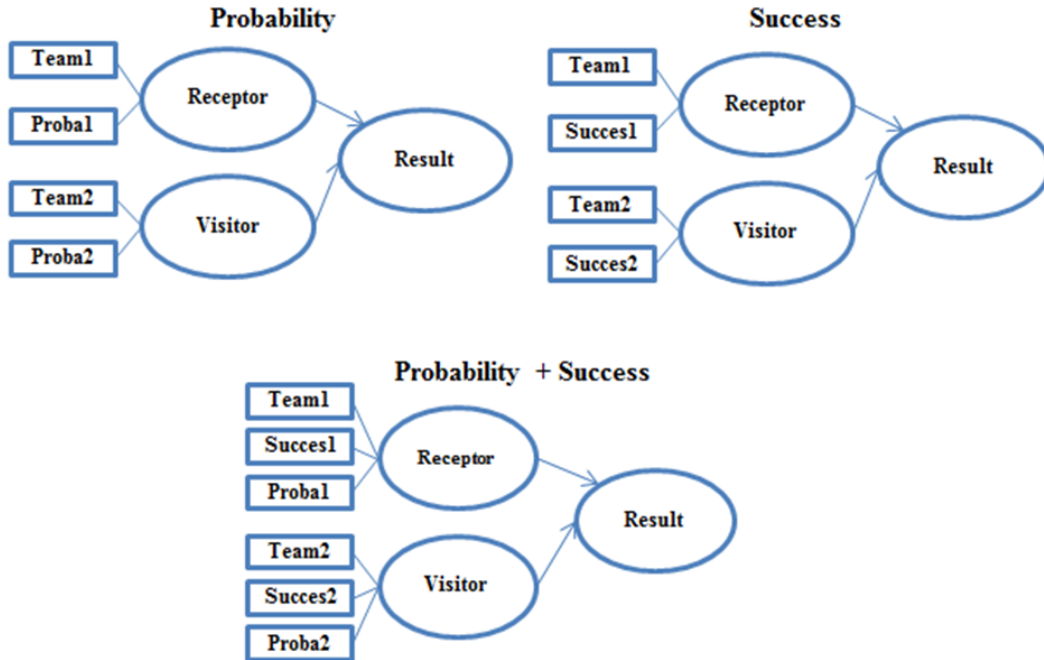 Probability
Team1
Proba1
Receptor
Team2
Proba2
Visitor
Result
Success
Team1
Succes1
Receptor
Team2
Succes2
Visitor
Result
Probability + Success
Team1
Succes1
Proba1
Receptor
Team2
Succes2
Proba2
Visitor
Result